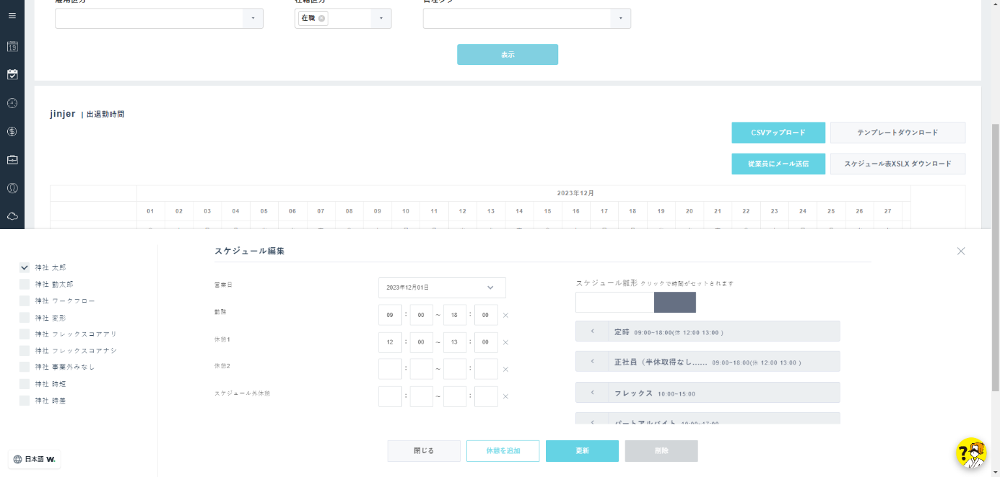 雇用区分 在籍区分 管理グループ
在職
表示
jinjer | 出退勤時間
CSVアップロード テンプレートダウンロード
従業員にメール送信 スケジュール表XSLX ダウンロード
2023年12月
01 02 03 04 05 06 07 08 09 10 11 12 13 14 15 16 17 18 19 20 21 22 23 24 25 26 27
スケジュール編集
神社 太郎
神社 勤太郎
神社 ワークフロー
神社 変形
神社 フレックスコアアリ
神社 フレックスコアナシ
神社 事業外みなし
神社 時短
神社 時差
営業日 2023年12月01日
勤務 09 : 00 ~ 18 : 00
休憩1 12 : 00 ~ 13 : 00
休憩2 : ~ :
スケジュール外休憩 : ~ :
スケジュール雛形 クリックで時間がセットされます
定時 09:00~18:00(休 12:00 13:00 )
正社員（半休取得なし...... 09:00~18:00(休 12:00 13:00 )
フレックス 10:00~15:00
パートアルバイト 10:00~17:00
閉じる 休憩を追加 更新 削除
日本語 W.
?